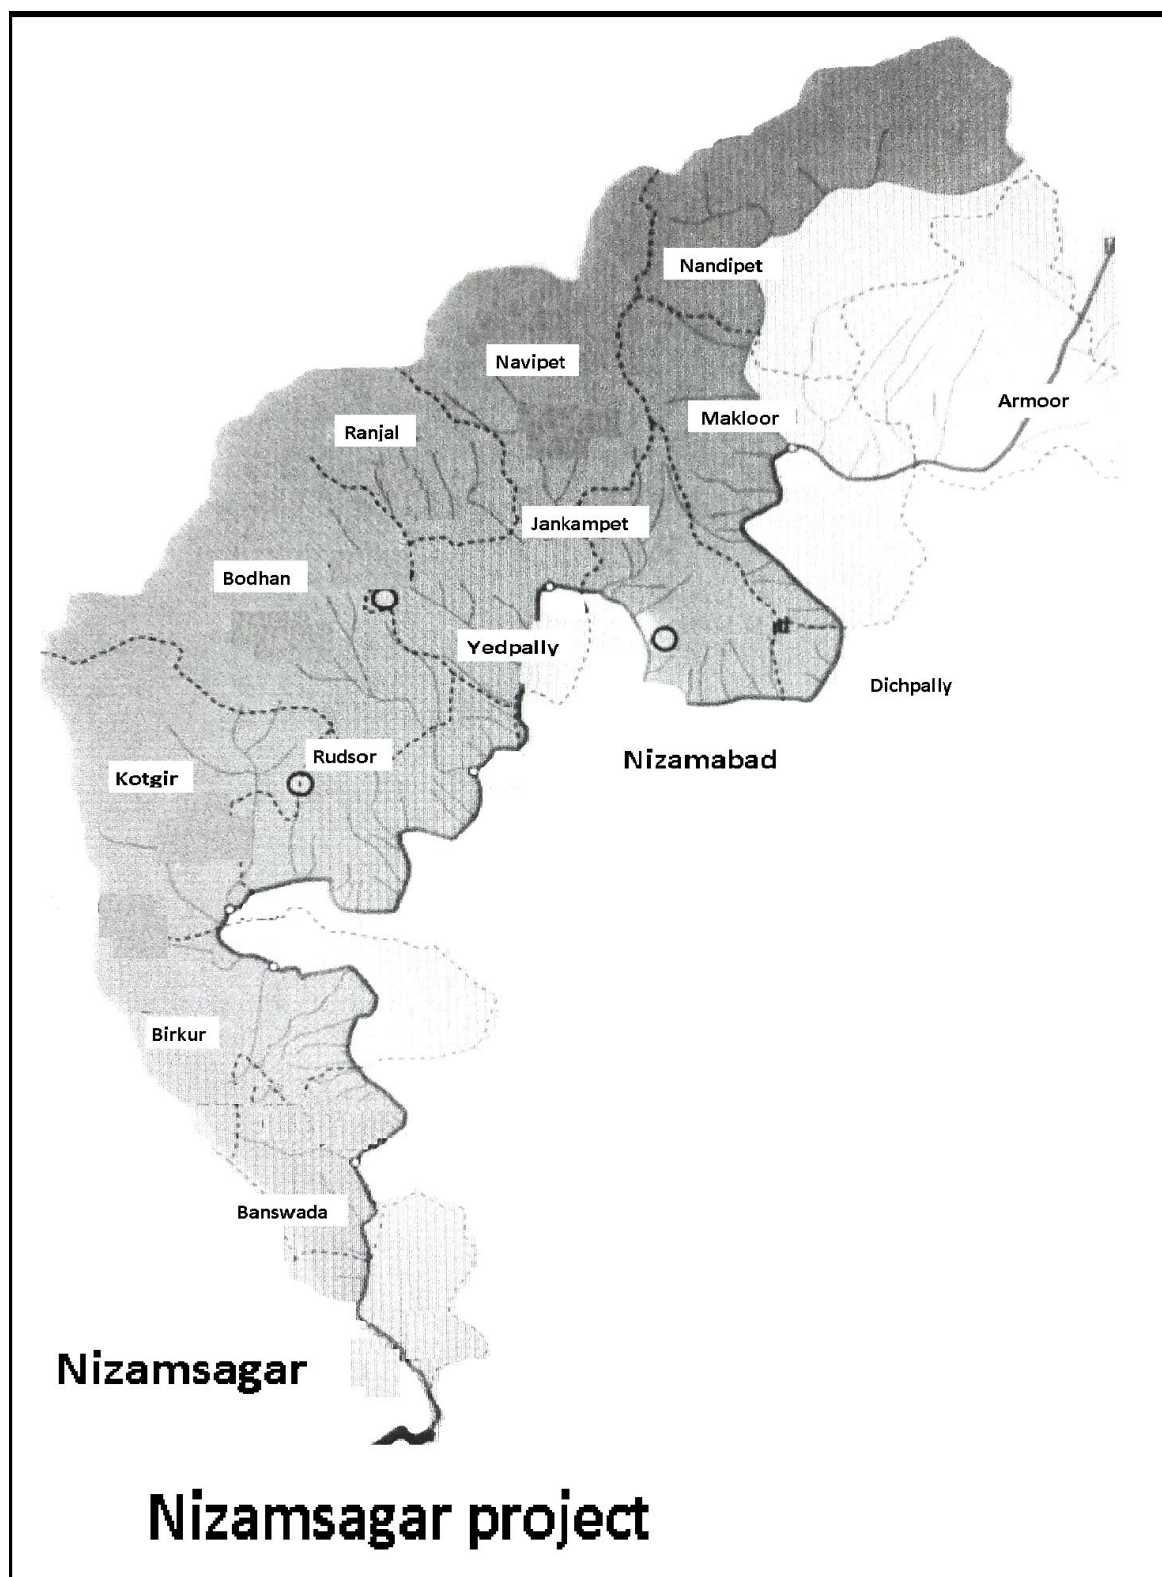 Nandipet
Navipet
Armoor
Makloor
Ranjal
Jankampet
Bodhan
Yedpally
Dichpally
Rudsor
Nizamabad
Kotgir
Birkur
Banswada
Nizamsagar
Nizamsagar project